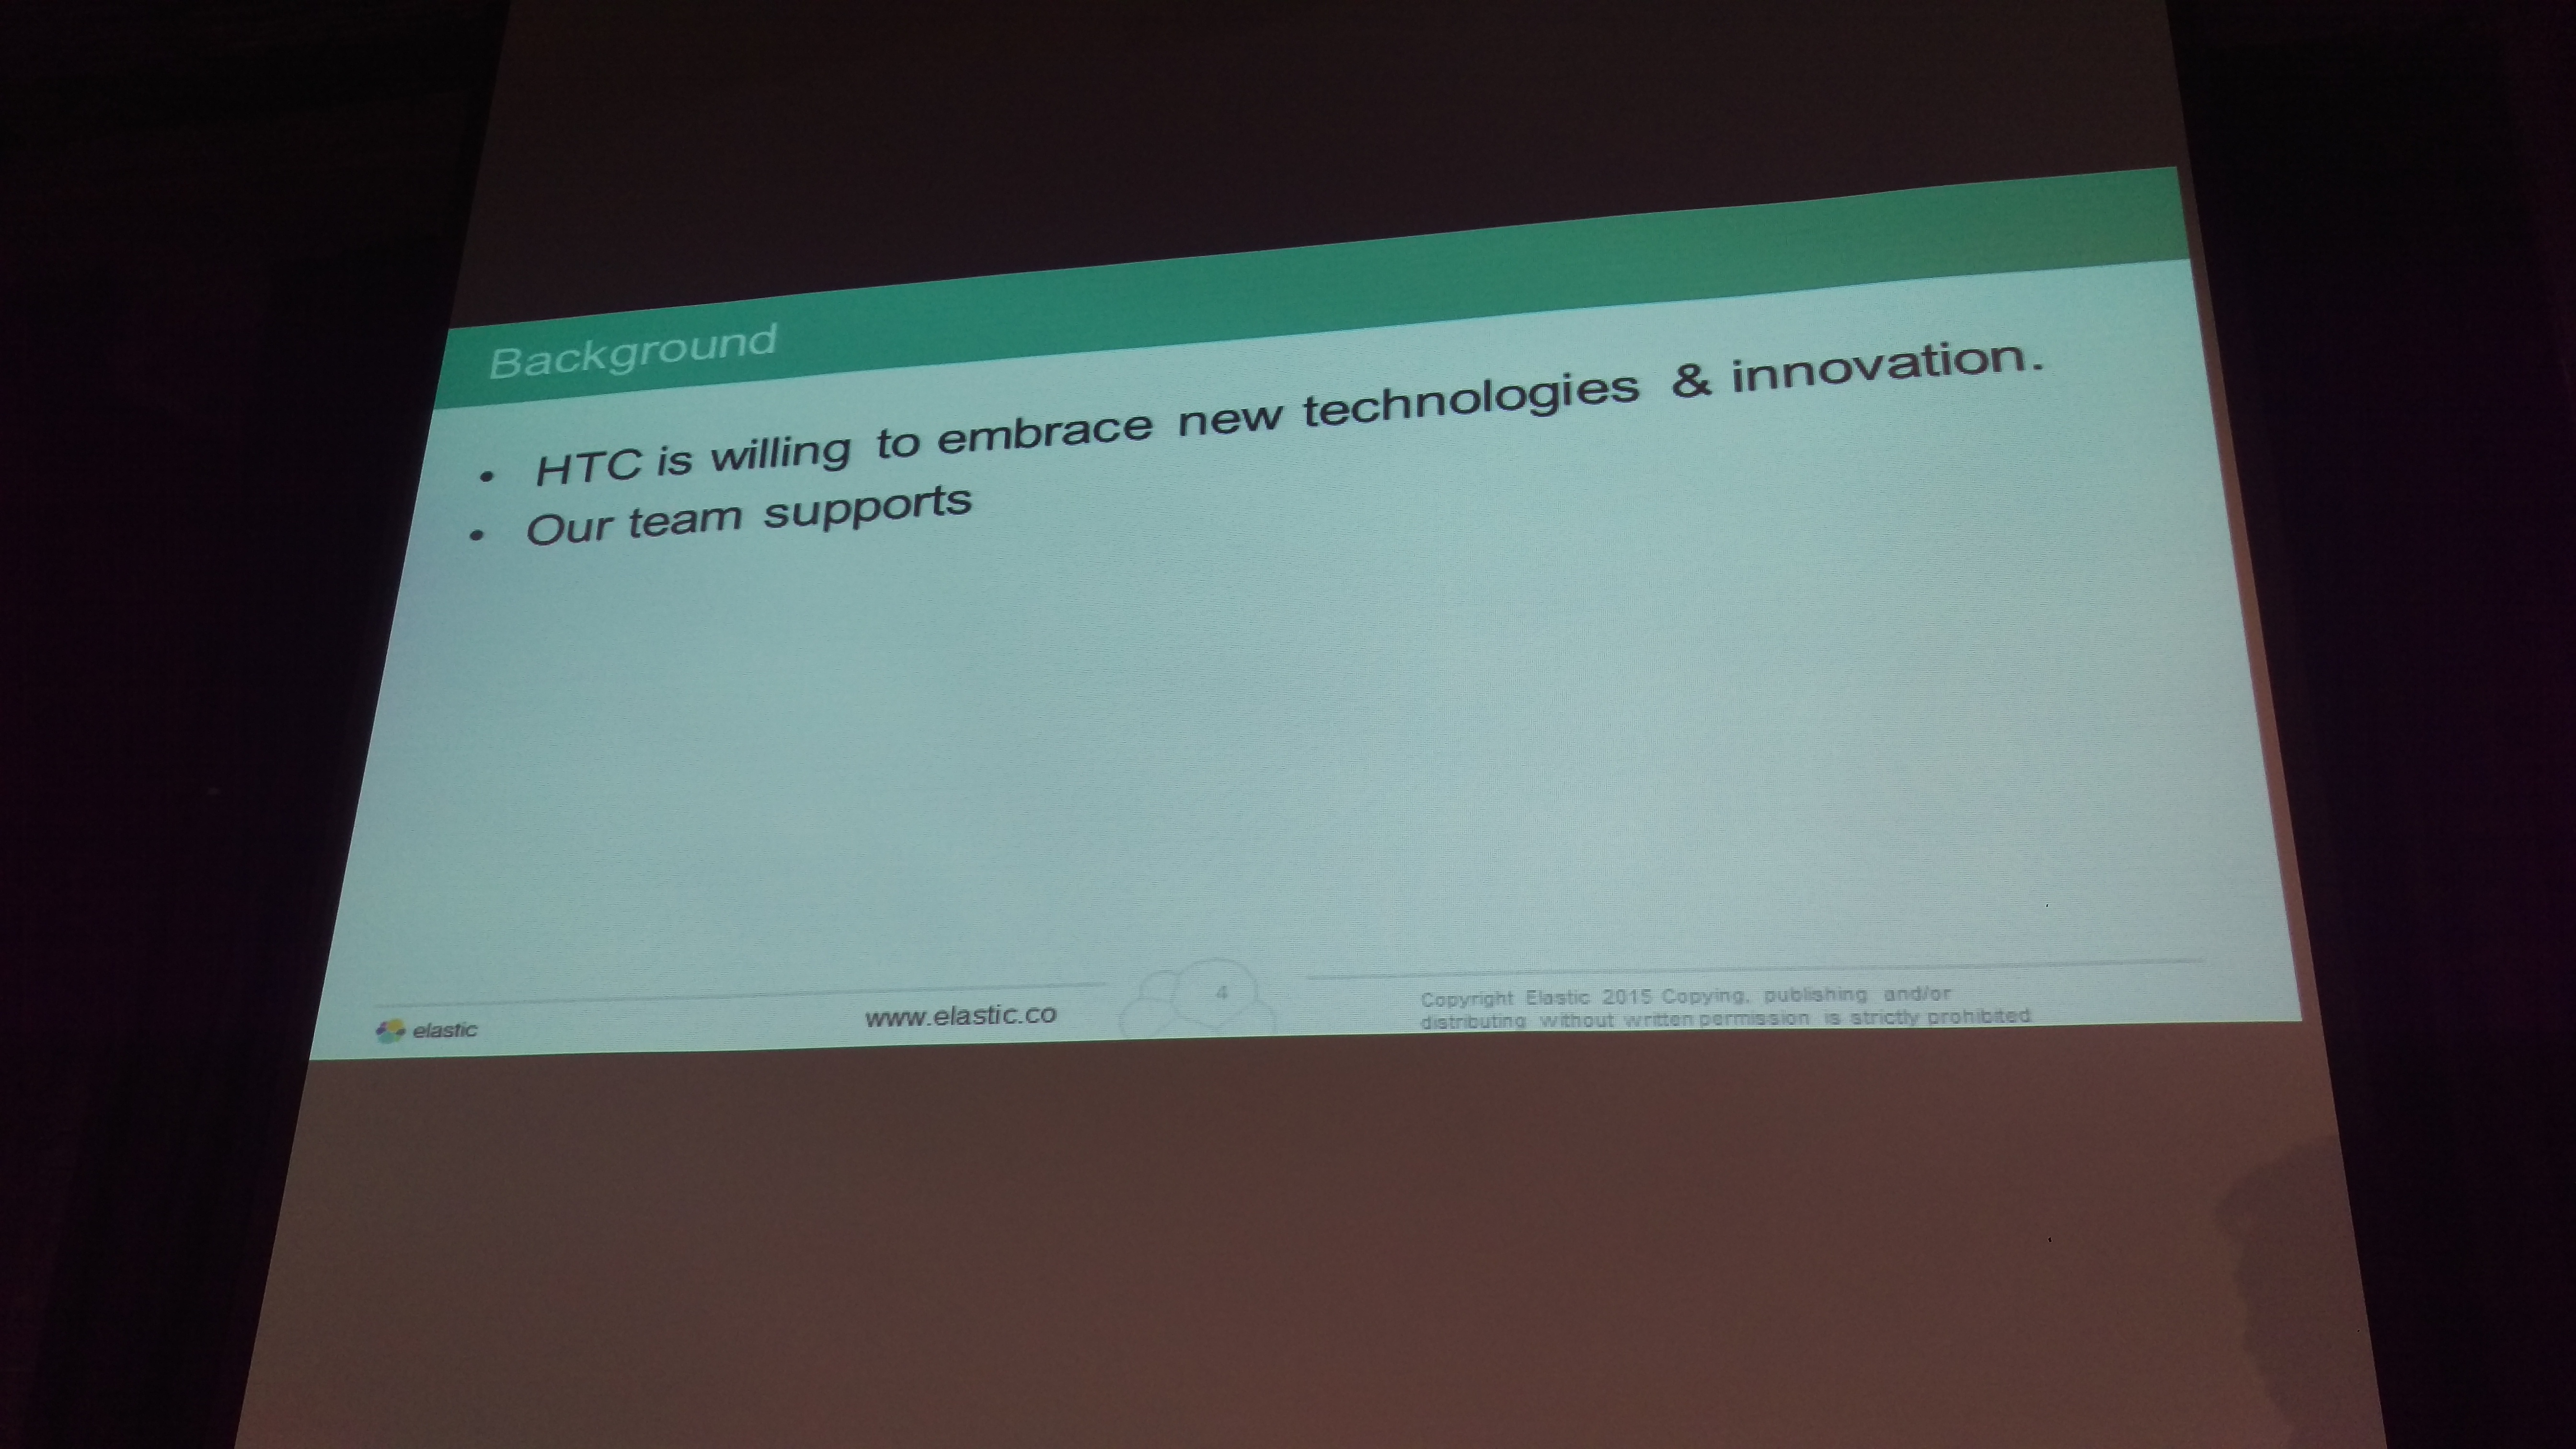 Background
• HTC is willing to embrace new technologies & innovation.
• Our team supports
elastic
www.elastic.co
4
Copyright Elastic 2015 Copying, publishing and/or
distributing without written permission is strictly prohibited